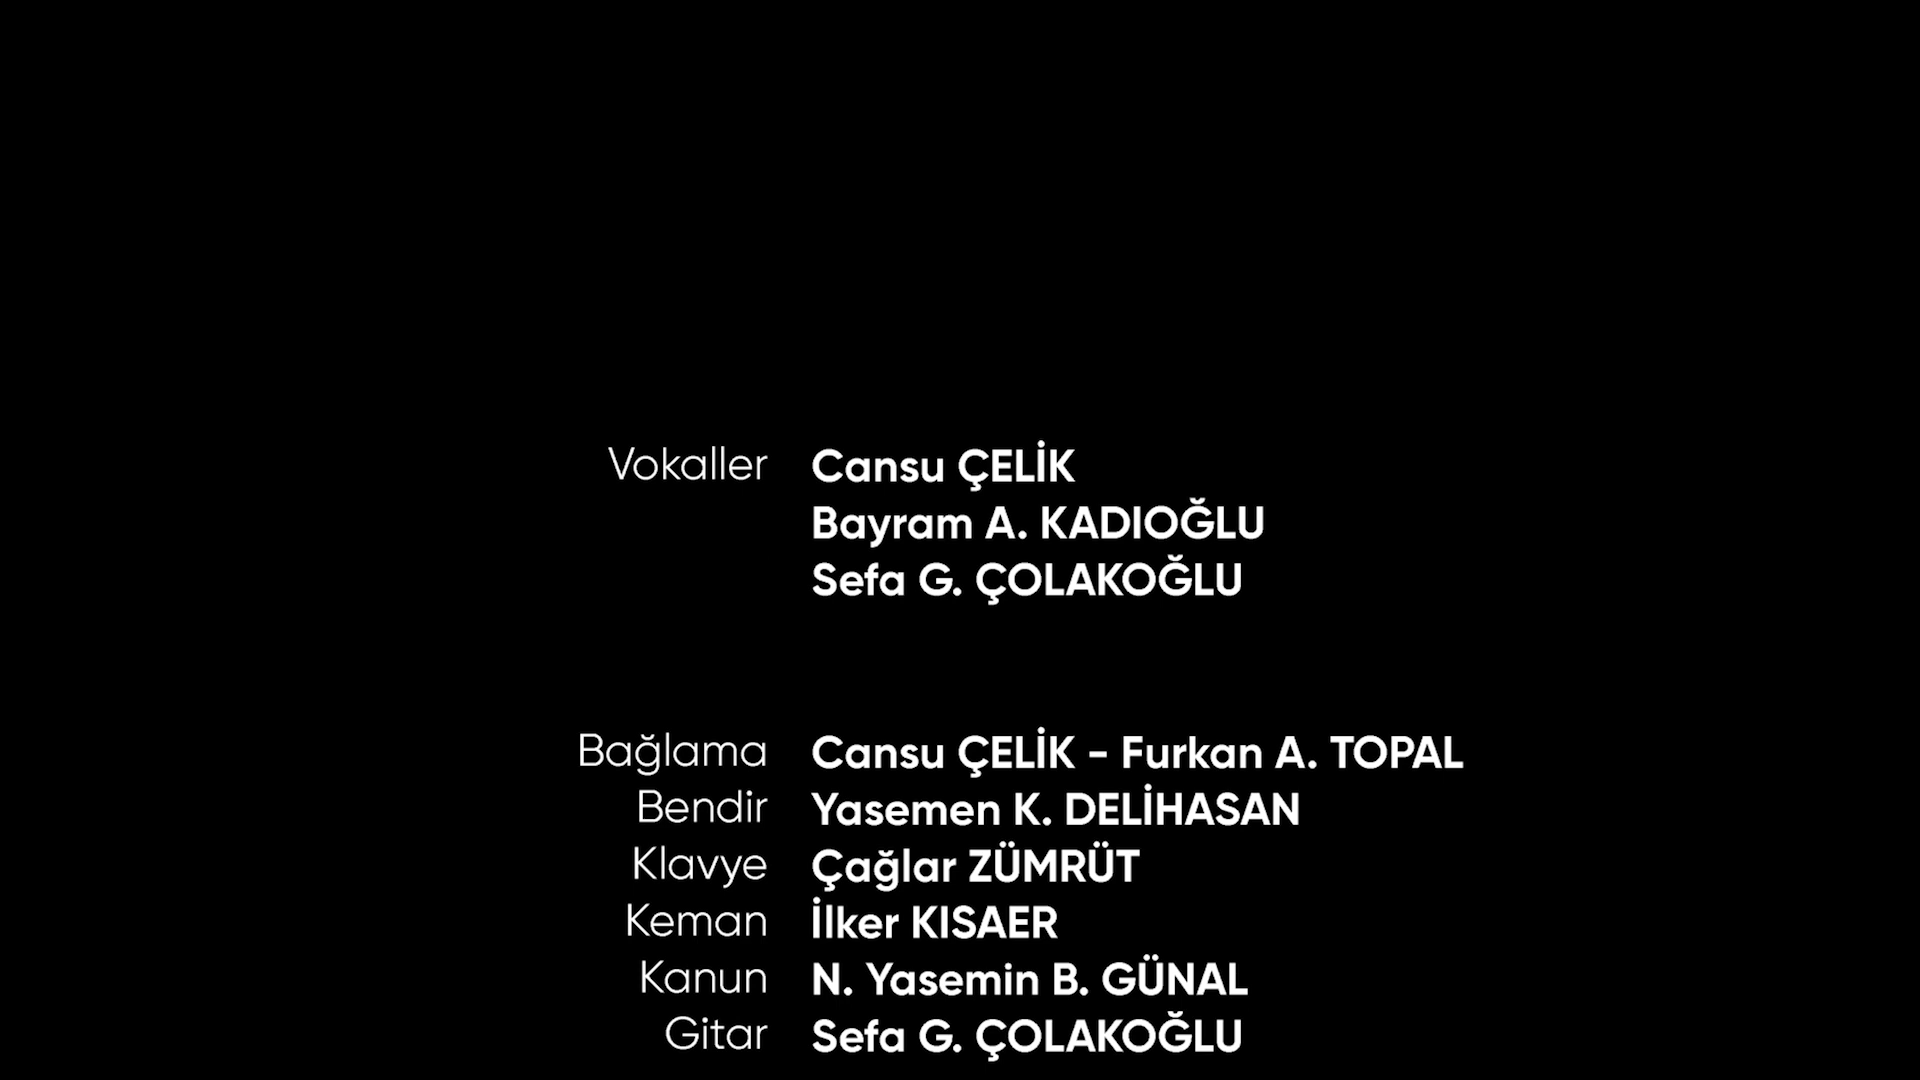 Vokaller Cansu ÇELİK
Bayram A. KADIOĞLU
Sefa G. ÇOLAKOĞLU
Bağlama Cansu ÇELİK - Furkan A. TOPAL
Bendir Yasemen K. DELİHASAN
Klavye Çağlar ZÜMRÜT
Keman İlker KISAER
Kanun N. Yasemin B. GÜNAL
Gitar Sefa G. ÇOLAKOĞLU